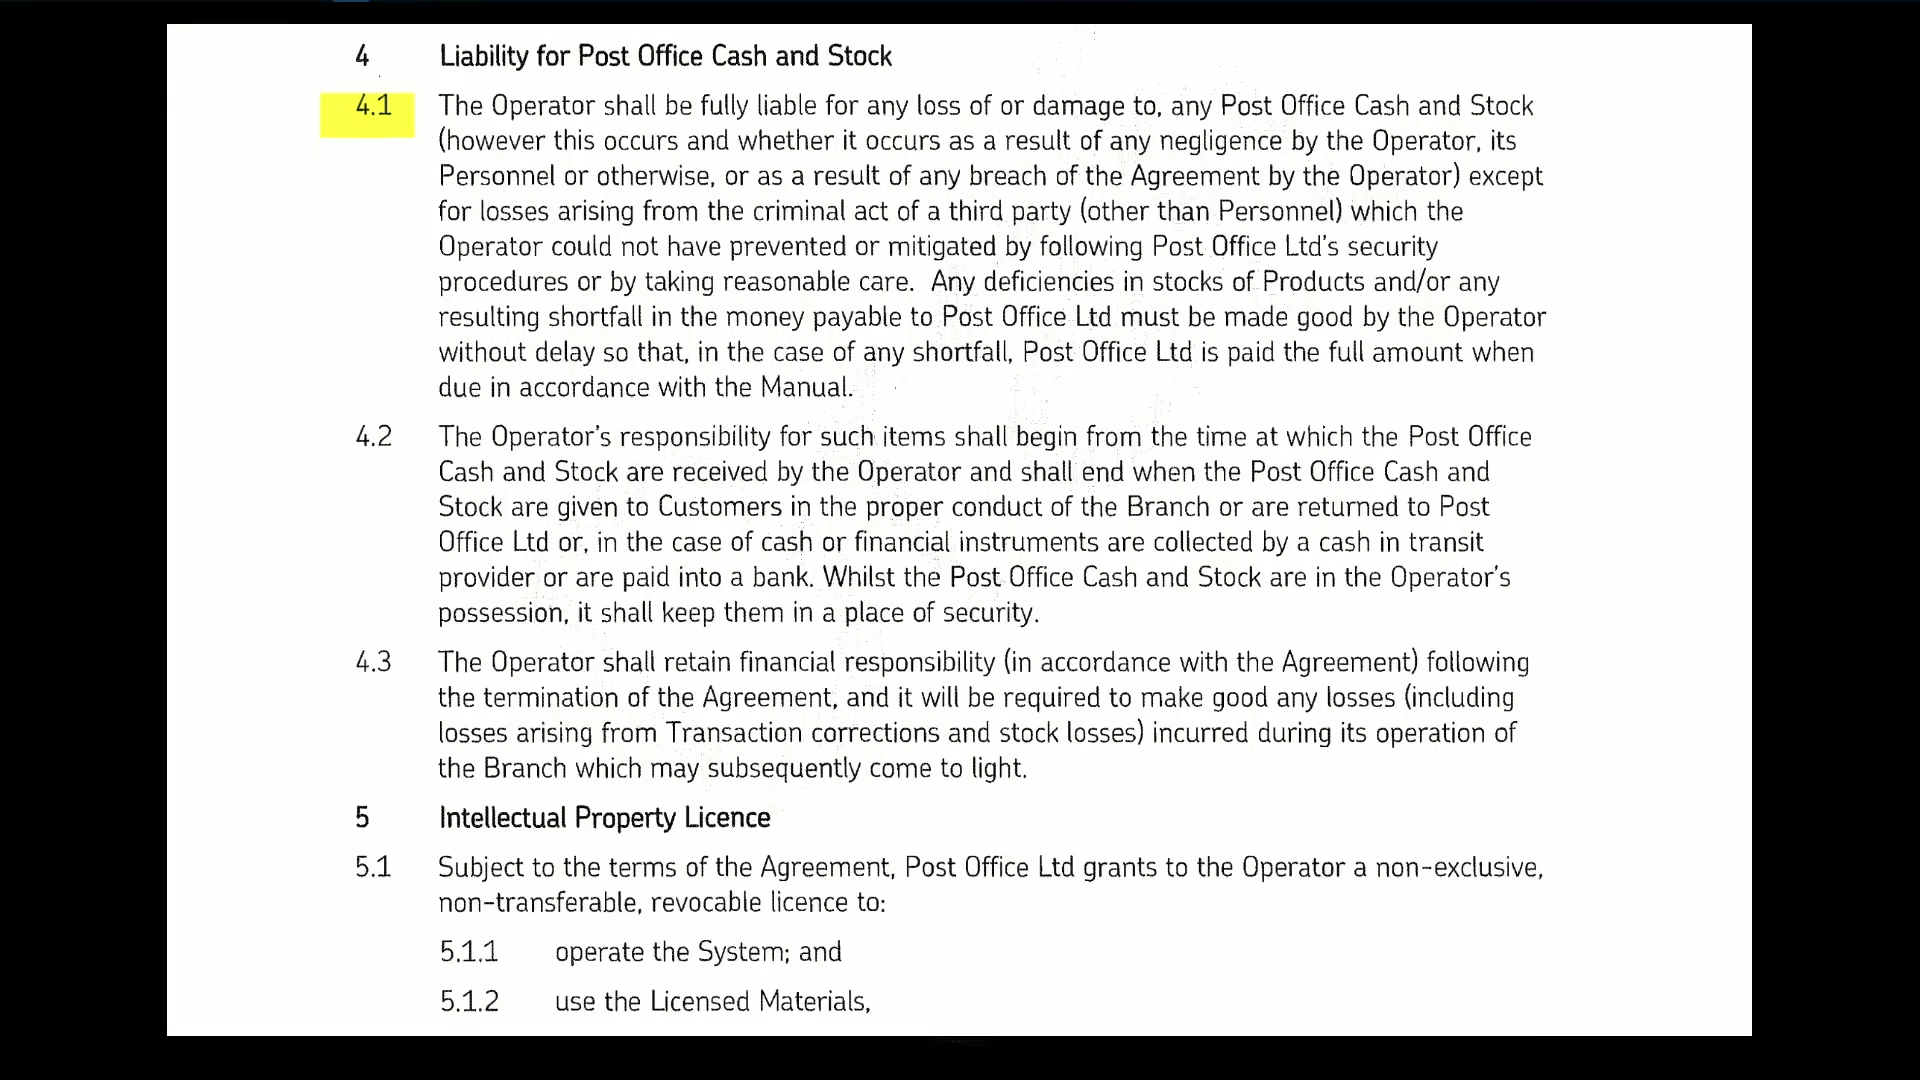 4 Liability for Post Office Cash and Stock
4.1 The Operator shall be fully liable for any loss of or damage to, any Post Office Cash and Stock
(however this occurs and whether it occurs as a result of any negligence by the Operator, its
Personnel or otherwise, or as a result of any breach of the Agreement by the Operator) except
for losses arising from the criminal act of a third party (other than Personnel) which the
Operator could not have prevented or mitigated by following Post Office Ltd's security
procedures or by taking reasonable care. Any deficiencies in stocks of Products and/or any
resulting shortfall in the money payable to Post Office Ltd must be made good by the Operator
without delay so that, in the case of any shortfall, Post Office Ltd is paid the full amount when
due in accordance with the Manual.
4.2 The Operator's responsibility for such items shall begin from the time at which the Post Office
Cash and Stock are received by the Operator and shall end when the Post Office Cash and
Stock are given to Customers in the proper conduct of the Branch or are returned to Post
Office Ltd or, in the case of cash or financial instruments are collected by a cash in transit
provider or are paid into a bank. Whilst the Post Office Cash and Stock are in the Operator's
possession, it shall keep them in a place of security.
4.3 The Operator shall retain financial responsibility (in accordance with the Agreement) following
the termination of the Agreement, and it will be required to make good any losses (including
losses arising from Transaction corrections and stock losses) incurred during its operation of
the Branch which may subsequently come to light.
5 Intellectual Property Licence
5.1 Subject to the terms of the Agreement, Post Office Ltd grants to the Operator a non-exclusive,
non-transferable, revocable licence to:
5.1.1 operate the System; and
5.1.2 use the Licensed Materials,